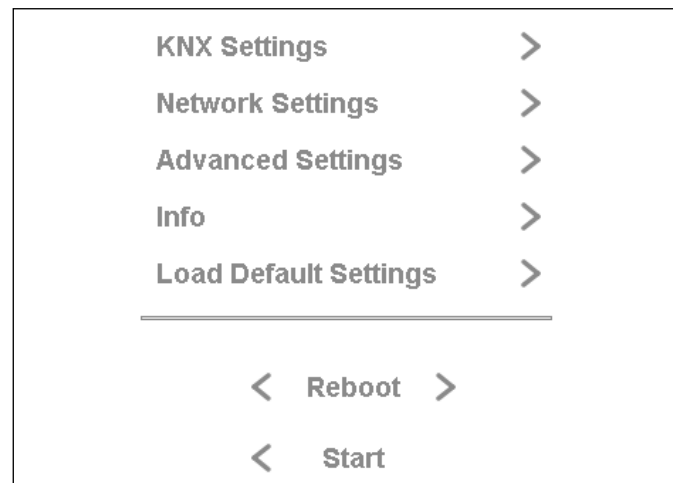 KNX Settings >
Network Settings >
Advanced Settings >
Info >
Load Default Settings >
< Reboot >
< Start